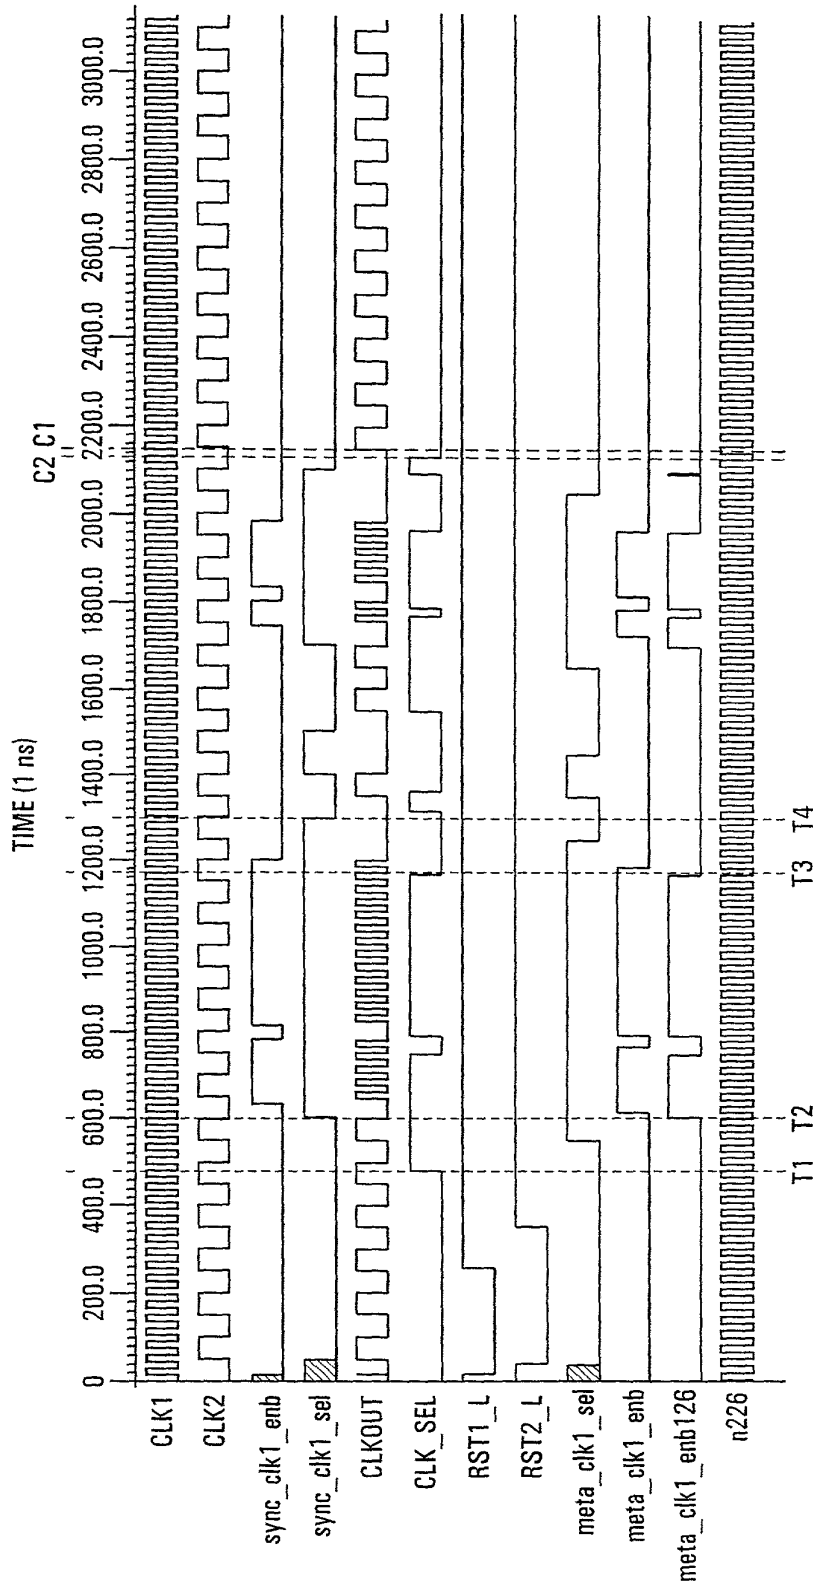 TIME (1 ns)
C2 C1
0 200.0 400.0 600.0 800.0 1000.0 1200.0 1400.0 1600.0 1800.0 2000.0 2200.0 2400.0 2600.0 2800.0 3000.0
CLK1
CLK2
sync_clk1_enb
sync_clk1_sel
CLKOUT
CLK_SEL
RST1_L
RST2_L
meta_clk1_sel
meta_clk1_enb
meta_clk1_enb126
n226
T1 T2 T3 T4